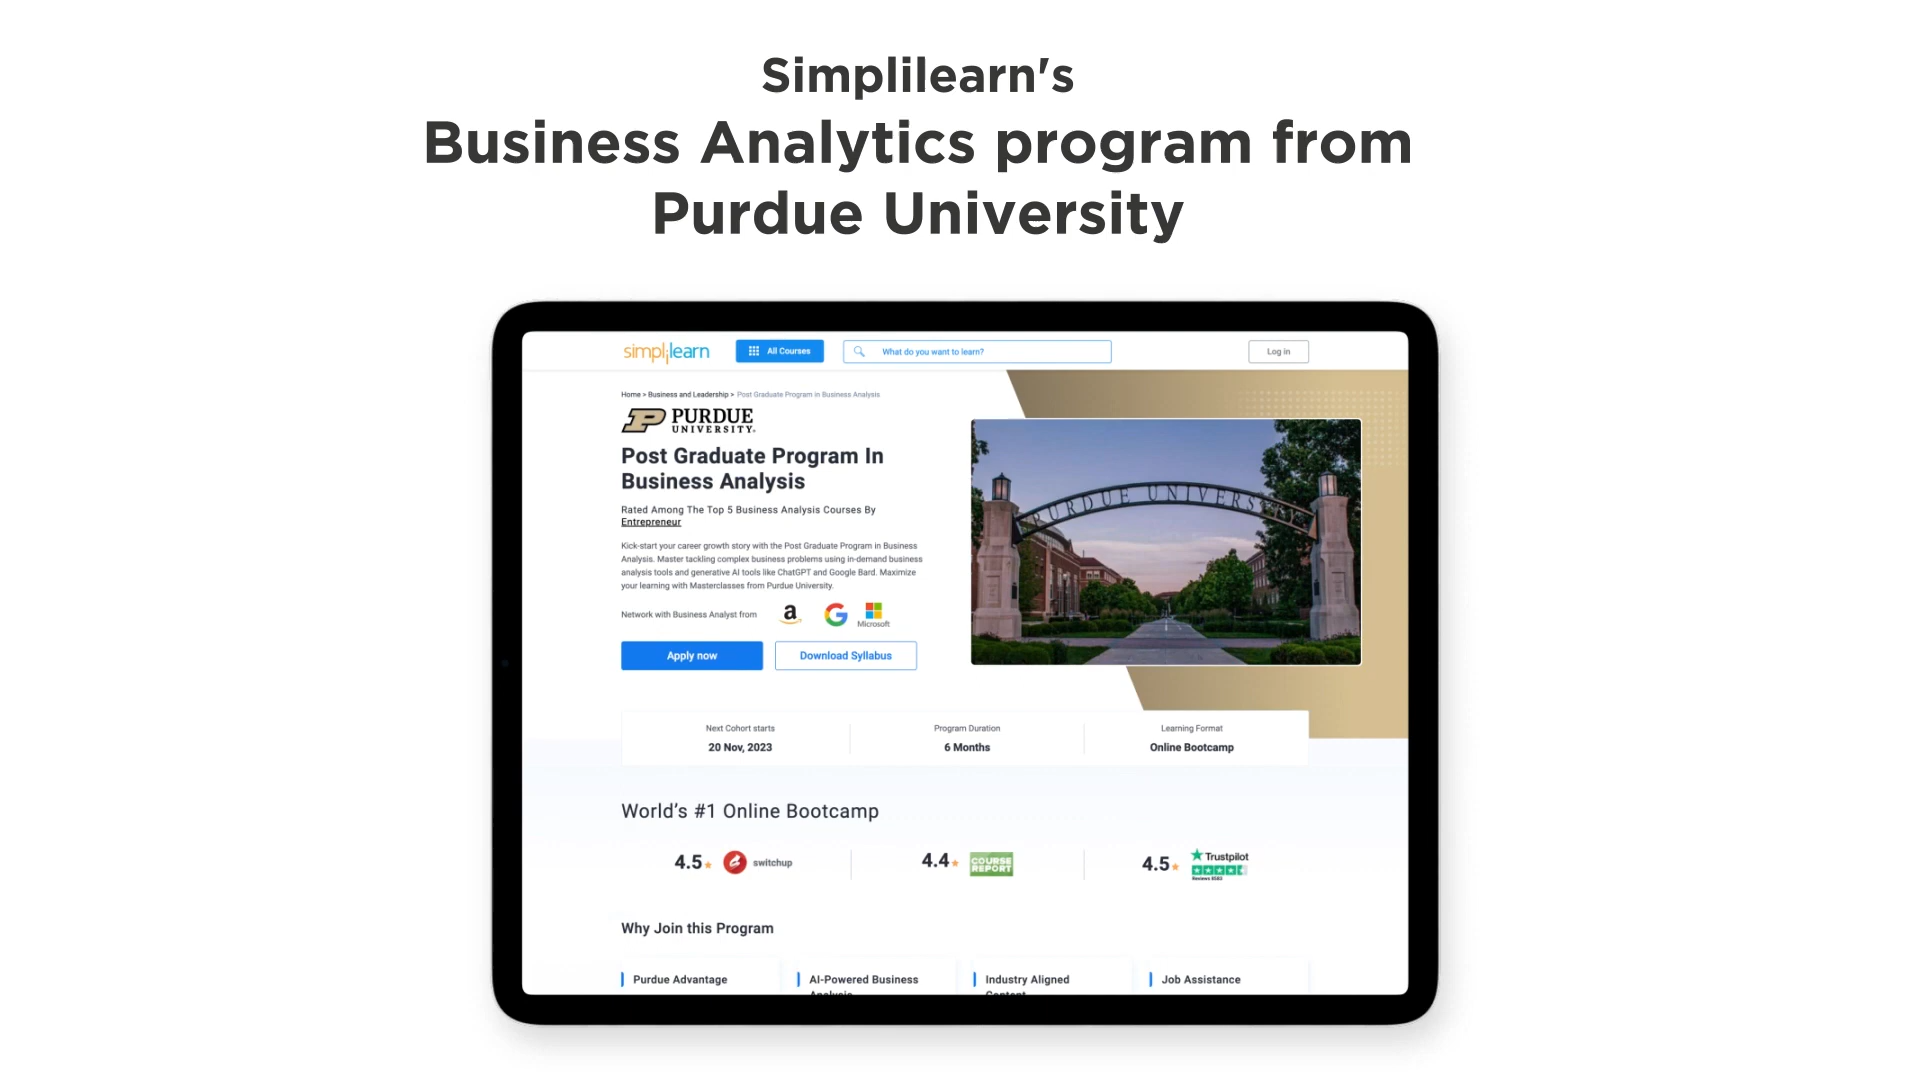 Simplilearn's
Business Analytics program from
Purdue University
simplilearn
All Courses
What do you want to learn?
Log in
Home > Business and Leadership > Post Graduate Program in Business Analysis
PURDUE
UNIVERSITY®
Post Graduate Program In
Business Analysis
Rated Among The Top 5 Business Analysis Courses By
Entrepreneur
Kick-start your career growth story with the Post Graduate Program in Business
Analysis. Master tackling complex business problems using in-demand business
analysis tools and generative AI tools like ChatGPT and Google Bard. Maximize
your learning with Masterclasses from Purdue University.
Network with Business Analyst from
a
G
Microsoft
Apply now
Download Syllabus
PURDUE UNIVERSITY
Next Cohort starts
20 Nov, 2023
Program Duration
6 Months
Learning Format
Online Bootcamp
World's #1 Online Bootcamp
4.5
switchup
4.4
COURSE
REPORT
4.5
Trustpilot
Reviews 8583
Why Join this Program
Purdue Advantage
AI-Powered Business
Analysis
Industry Aligned
Content
Job Assistance